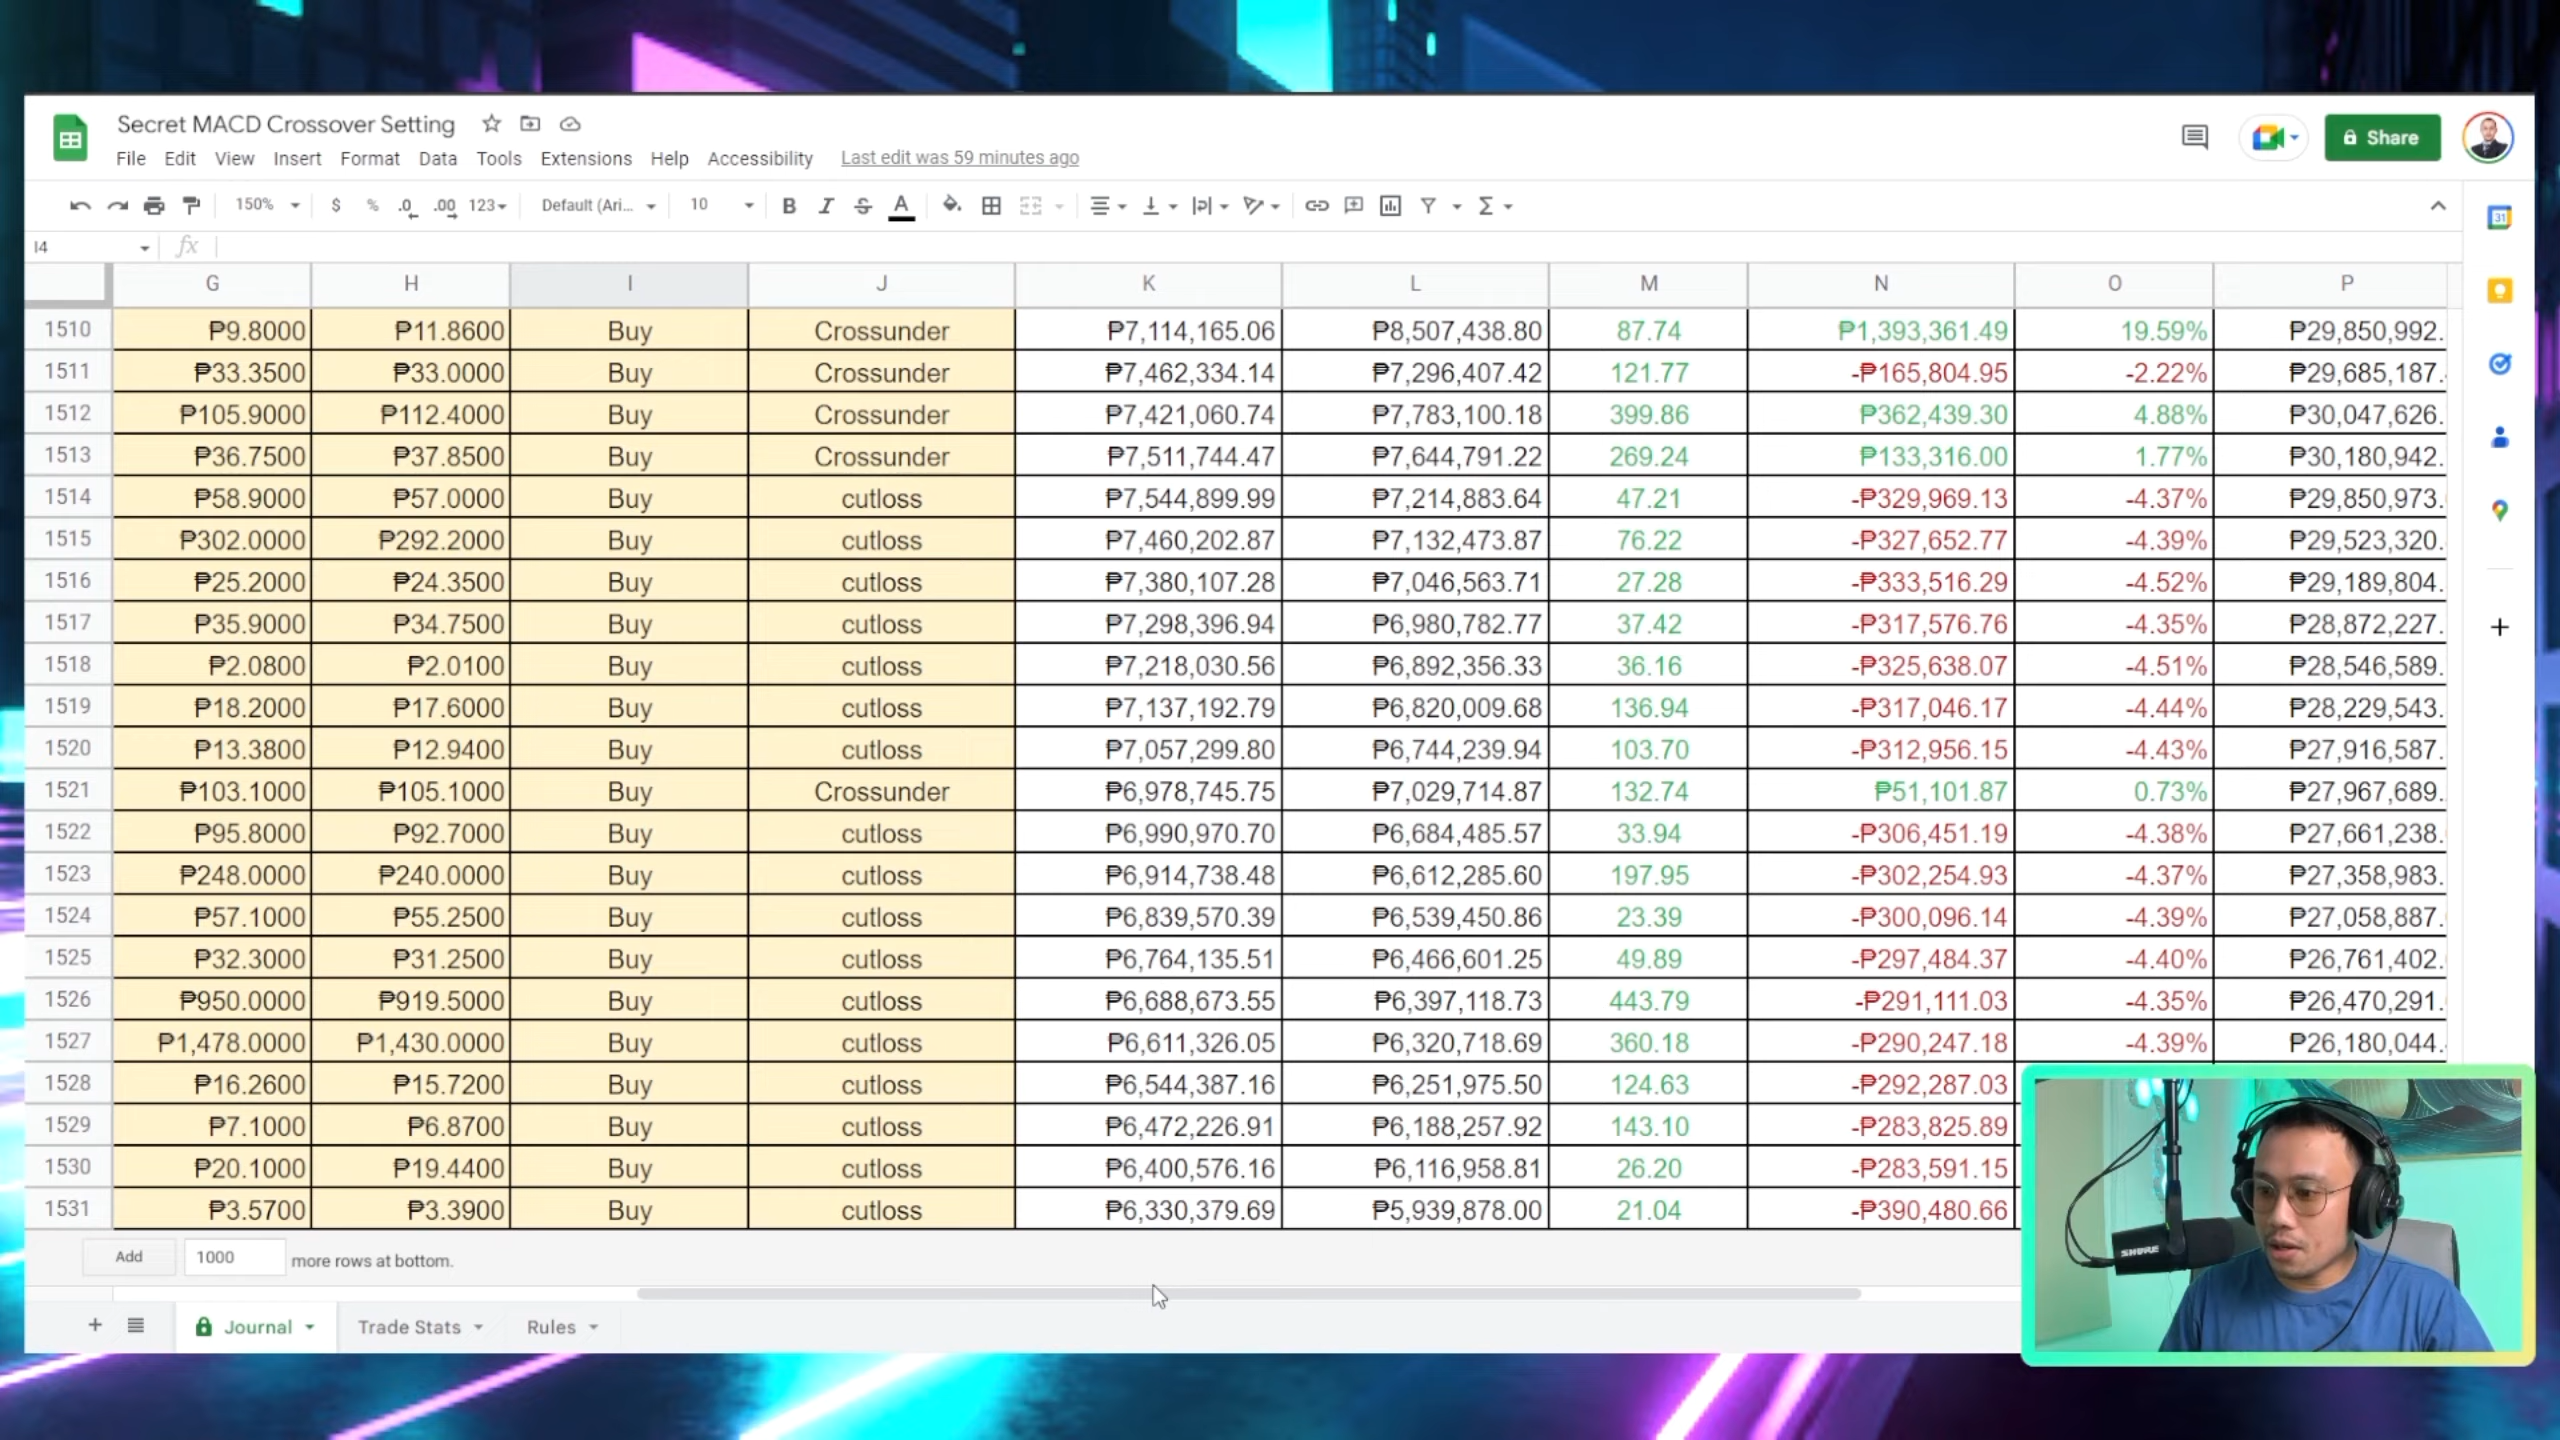 Secret MACD Crossover Setting
File Edit View Insert Format Data Tools Extensions Help Accessibility Last edit was 59 minutes ago
Share
150% $ % .0 .00 123 Default (Ari... 10 B I S A Σ
31
I4 fx
G H I J K L M N O P
1510 ₱9.8000 ₱11.8600 Buy Crossunder ₱7,114,165.06 ₱8,507,438.80 87.74 ₱1,393,361.49 19.59% ₱29,850,992.
1511 ₱33.3500 ₱33.0000 Buy Crossunder ₱7,462,334.14 ₱7,296,407.42 121.77 -₱165,804.95 -2.22% ₱29,685,187.
1512 ₱105.9000 ₱112.4000 Buy Crossunder ₱7,421,060.74 ₱7,783,100.18 399.86 ₱362,439.30 4.88% ₱30,047,626.
1513 ₱36.7500 ₱37.8500 Buy Crossunder ₱7,511,744.47 ₱7,644,791.22 269.24 ₱133,316.00 1.77% ₱30,180,942.
1514 ₱58.9000 ₱57.0000 Buy cutloss ₱7,544,899.99 ₱7,214,883.64 47.21 -₱329,969.13 -4.37% ₱29,850,973.
1515 ₱302.0000 ₱292.2000 Buy cutloss ₱7,460,202.87 ₱7,132,473.87 76.22 -₱327,652.77 -4.39% ₱29,523,320.
1516 ₱25.2000 ₱24.3500 Buy cutloss ₱7,380,107.28 ₱7,046,563.71 27.28 -₱333,516.29 -4.52% ₱29,189,804.
1517 ₱35.9000 ₱34.7500 Buy cutloss ₱7,298,396.94 ₱6,980,782.77 37.42 -₱317,576.76 -4.35% ₱28,872,227.
1518 ₱2.0800 ₱2.0100 Buy cutloss ₱7,218,030.56 ₱6,892,356.33 36.16 -₱325,638.07 -4.51% ₱28,546,589.
1519 ₱18.2000 ₱17.6000 Buy cutloss ₱7,137,192.79 ₱6,820,009.68 136.94 -₱317,046.17 -4.44% ₱28,229,543.
1520 ₱13.3800 ₱12.9400 Buy cutloss ₱7,057,299.80 ₱6,744,239.94 103.70 -₱312,956.15 -4.43% ₱27,916,587.
1521 ₱103.1000 ₱105.1000 Buy Crossunder ₱6,978,745.75 ₱7,029,714.87 132.74 ₱51,101.87 0.73% ₱27,967,689.
1522 ₱95.8000 ₱92.7000 Buy cutloss ₱6,990,970.70 ₱6,684,485.57 33.94 -₱306,451.19 -4.38% ₱27,661,238.
1523 ₱248.0000 ₱240.0000 Buy cutloss ₱6,914,738.48 ₱6,612,285.60 197.95 -₱302,254.93 -4.37% ₱27,358,983.
1524 ₱57.1000 ₱55.2500 Buy cutloss ₱6,839,570.39 ₱6,539,450.86 23.39 -₱300,096.14 -4.39% ₱27,058,887.
1525 ₱32.3000 ₱31.2500 Buy cutloss ₱6,764,135.51 ₱6,466,601.25 49.89 -₱297,484.37 -4.40% ₱26,761,402.
1526 ₱950.0000 ₱919.5000 Buy cutloss ₱6,688,673.55 ₱6,397,118.73 443.79 -₱291,111.03 -4.35% ₱26,470,291.
1527 ₱1,478.0000 ₱1,430.0000 Buy cutloss ₱6,611,326.05 ₱6,320,718.69 360.18 -₱290,247.18 -4.39% ₱26,180,044.
1528 ₱16.2600 ₱15.7200 Buy cutloss ₱6,544,387.16 ₱6,251,975.50 124.63 -₱292,287.03
1529 ₱7.1000 ₱6.8700 Buy cutloss ₱6,472,226.91 ₱6,188,257.92 143.10 -₱283,825.89
1530 ₱20.1000 ₱19.4400 Buy cutloss ₱6,400,576.16 ₱6,116,958.81 26.20 -₱283,591.15
1531 ₱3.5700 ₱3.3900 Buy cutloss ₱6,330,379.69 ₱5,939,878.00 21.04 -₱390,480.66
Add 1000 more rows at bottom.
SHURE
Journal Trade Stats Rules